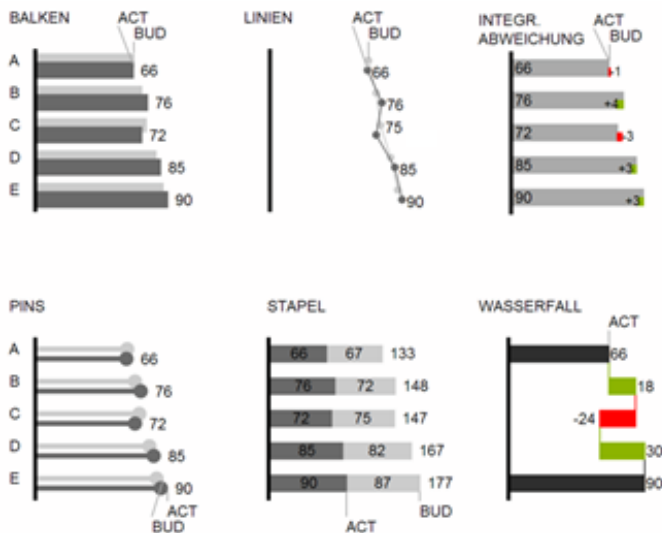 BALKEN
ACT
BUD
A
66
B
76
C
72
D
85
E
90
LINIEN
ACT
BUD
66
76
75
85
90
INTEGR.
ABWEICHUNG
ACT
BUD
66 -1
76 +4
72 -3
85 +3
90 +3
PINS
A
66
B
76
C
72
D
85
E
90
ACT
BUD
STAPEL
66 67 133
76 72 148
72 75 147
85 82 167
90 87 177
ACT
BUD
WASSERFALL
ACT
66
18
-24
30
90